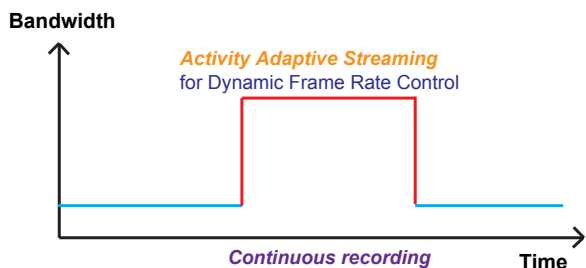 Bandwidth
Activity Adaptive Streaming
for Dynamic Frame Rate Control
Continuous recording
Time